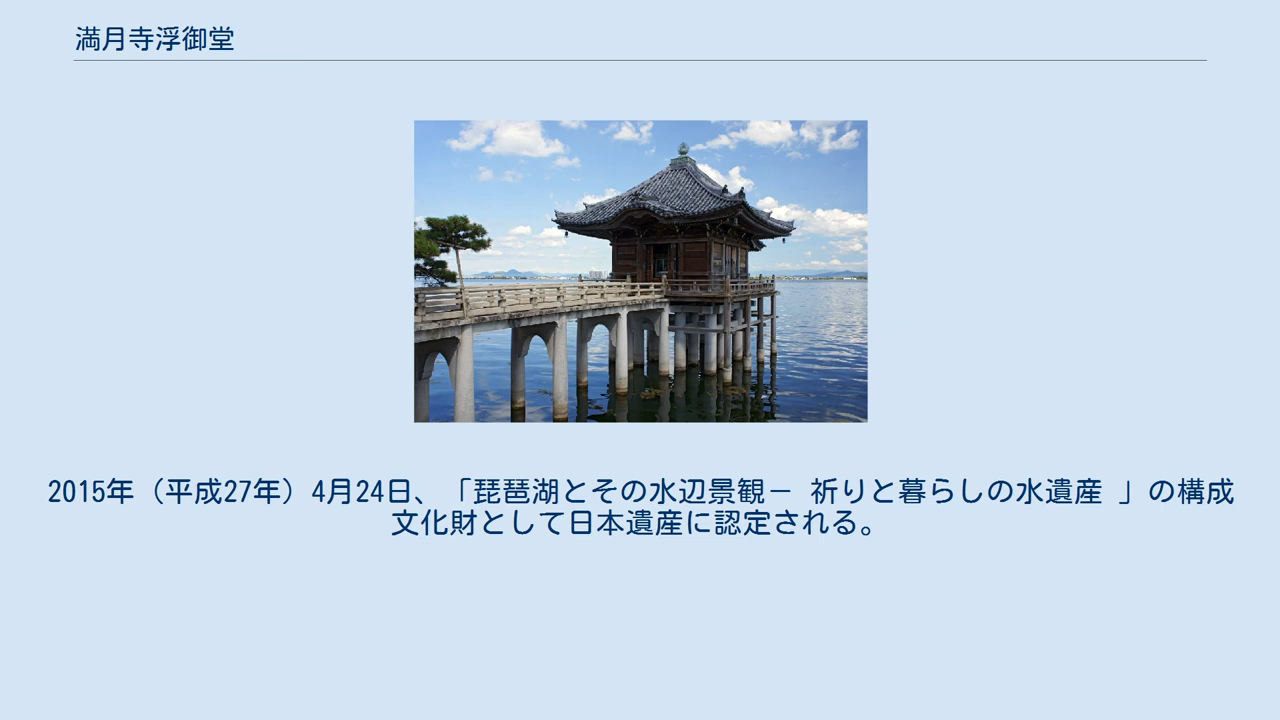 満月寺浮御堂
2015年（平成27年）4月24日、「琵琶湖とその水辺景観－ 祈りと暮らしの水遺産 」の構成
文化財として日本遺産に認定される。